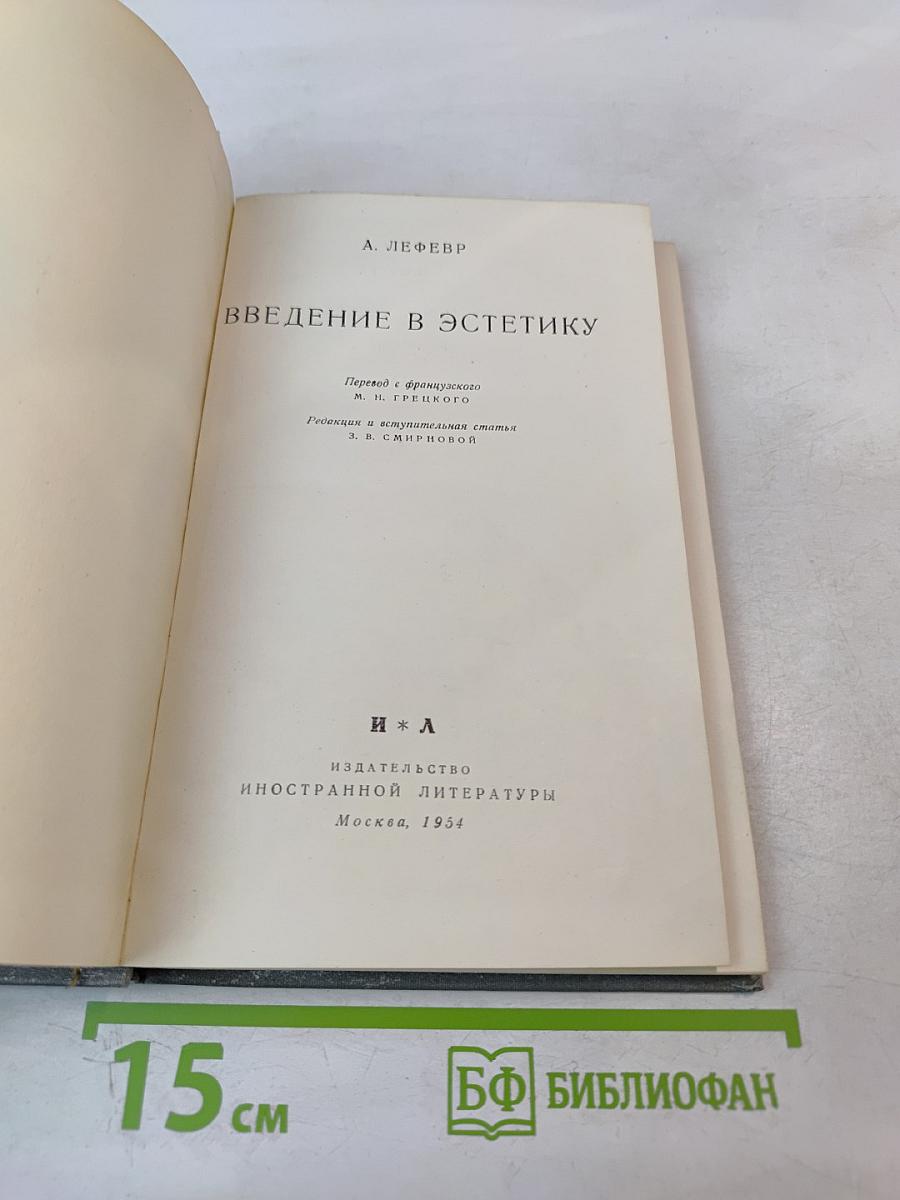 А. ЛЕФЕВР
ВВЕДЕНИЕ В ЭСТЕТИКУ
Перевод с французского
М. Н. ГРЕЦКОГО
Редакция и вступительная статья
З. В. СМИРНОВОЙ
И * Л
ИЗДАТЕЛЬСТВО
ИНОСТРАННОЙ ЛИТЕРАТУРЫ
Москва, 1954
15 см
БФ БИБЛИОФАН